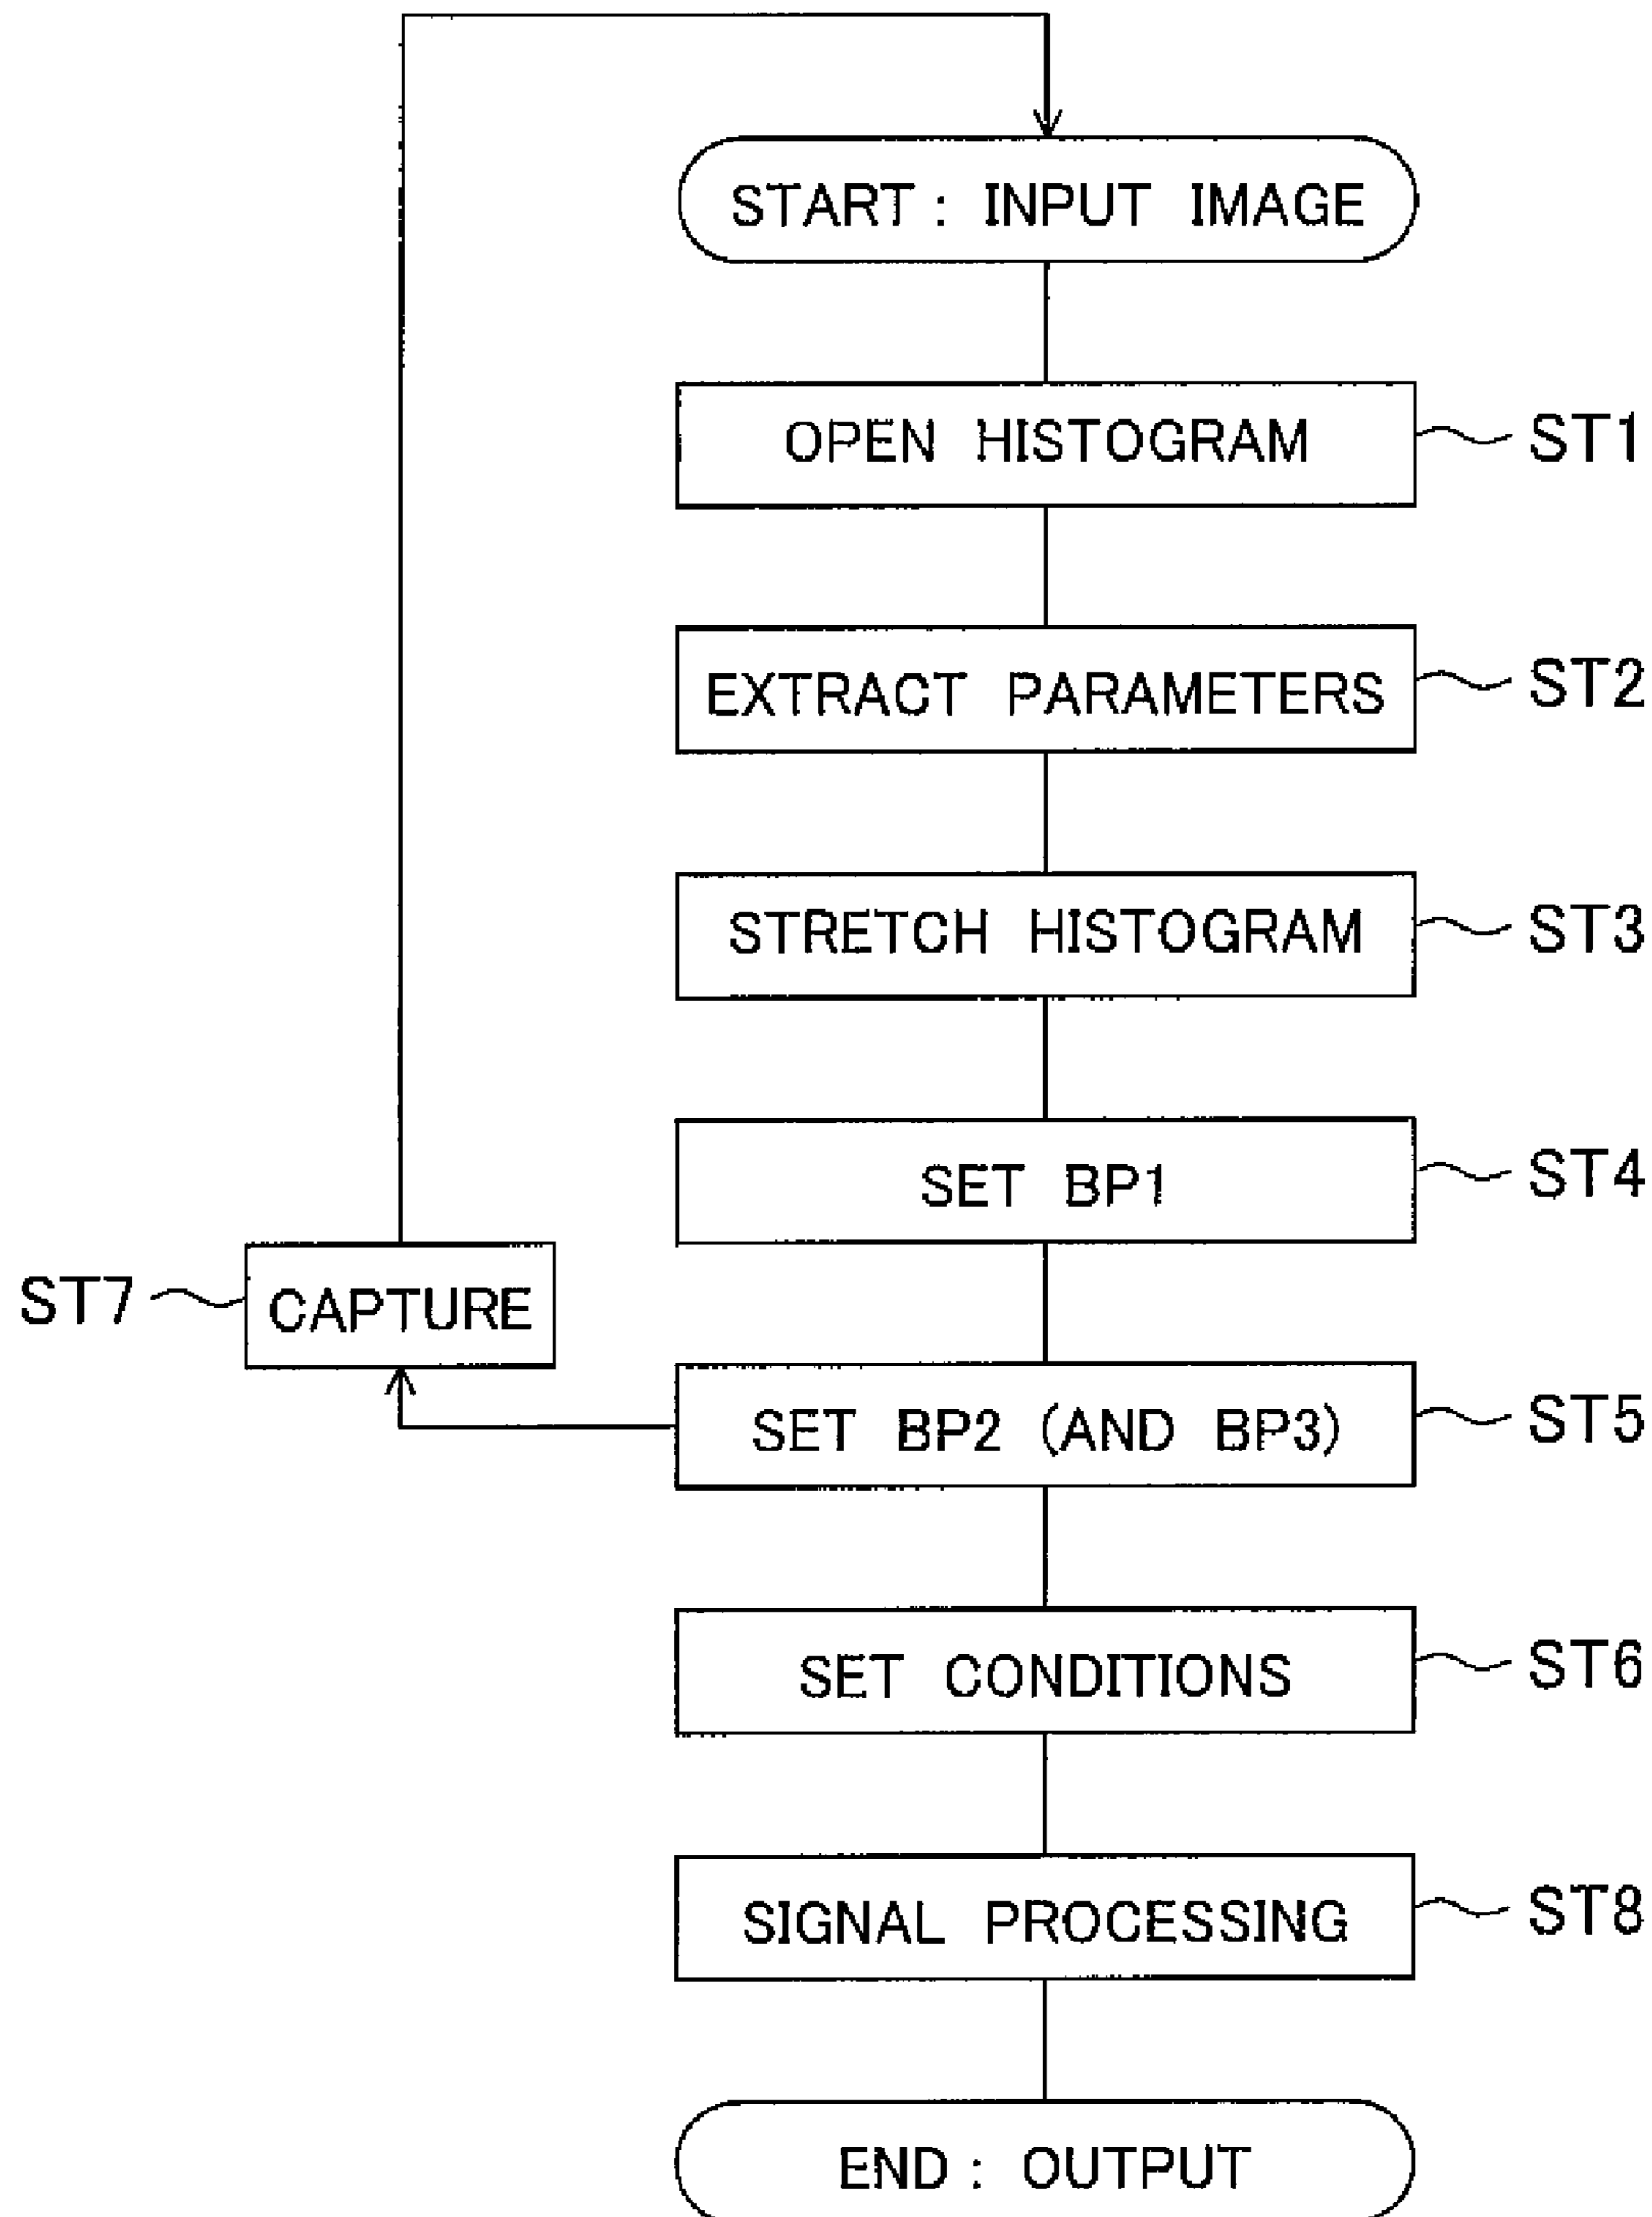 START : INPUT IMAGE
OPEN HISTOGRAM
ST1
EXTRACT PARAMETERS
ST2
STRETCH HISTOGRAM
ST3
SET BP1
ST4
ST7
CAPTURE
SET BP2 (AND BP3)
ST5
SET CONDITIONS
ST6
SIGNAL PROCESSING
ST8
END : OUTPUT